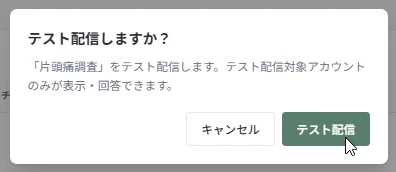 テスト配信しますか？
「片頭痛調査」をテスト配信します。テスト配信対象アカウント
のみが表示・回答できます。
チ
キャンセル
テスト配信